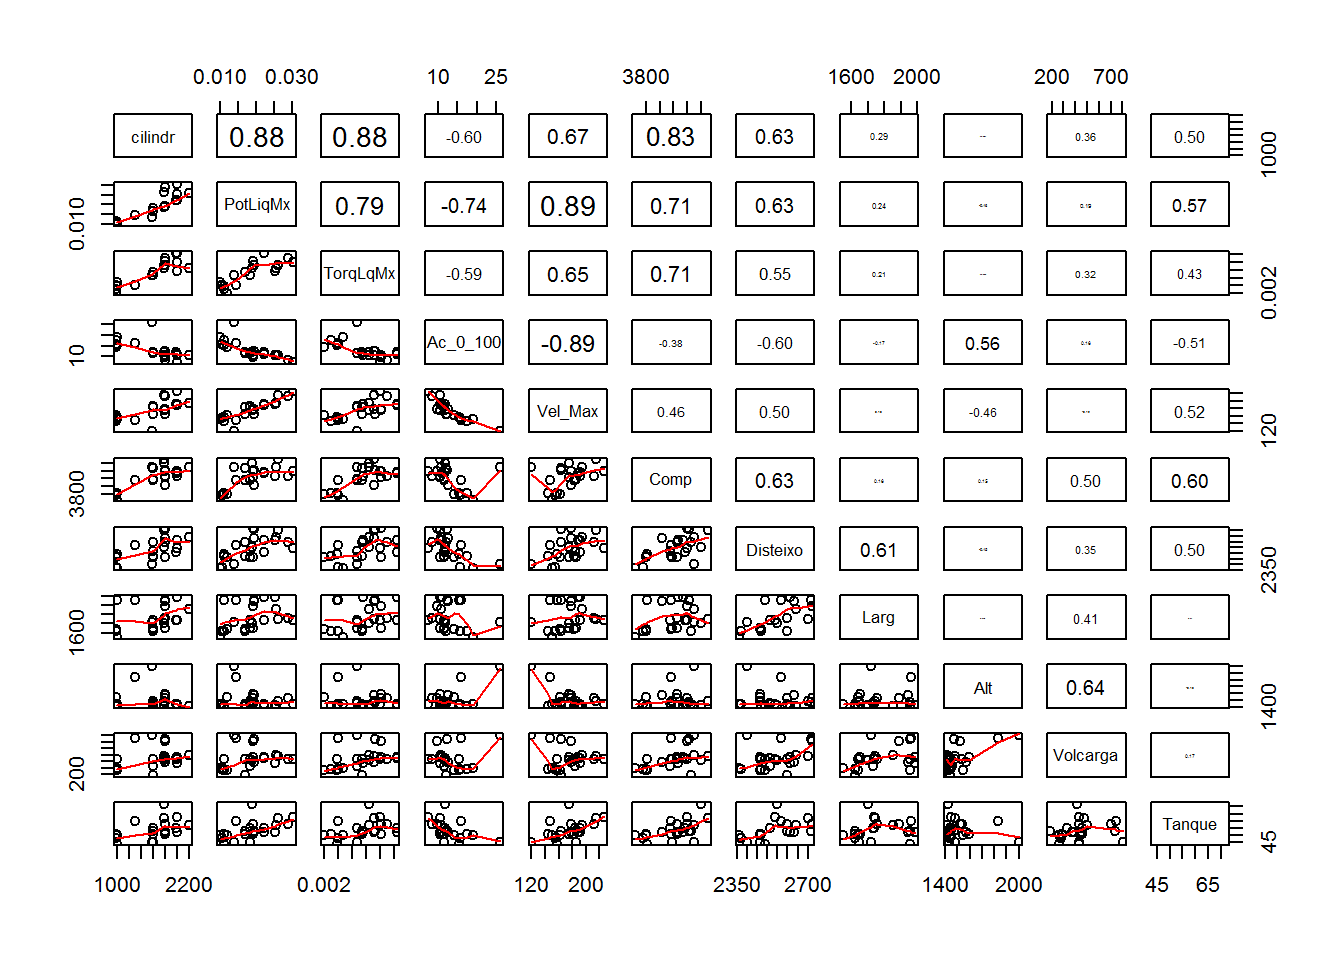 0.010 0.030 10 25 3800 1600 2000 200 700
cilindr 0.88 0.88 -0.60 0.67 0.83 0.63 0.29 0.36 0.50 1000
0.010 PotLiqMx 0.79 -0.74 0.89 0.71 0.63 0.24 0.57
TorqLqMx -0.59 0.65 0.71 0.55 0.21 0.32 0.43 0.002
10 Ac_0_100 -0.89 -0.38 -0.60 -0.17 0.56 -0.51
Vel_Max 0.46 0.50 -0.46 0.52 120
3800 Comp 0.63 0.50 0.60
Disteixo 0.61 0.35 0.50 2350
1600 Larg 0.41
Alt 0.64 1400
200 Volcarga 0.17
Tanque 45
1000 2200 0.002 120 200 2350 2700 1400 2000 45 65